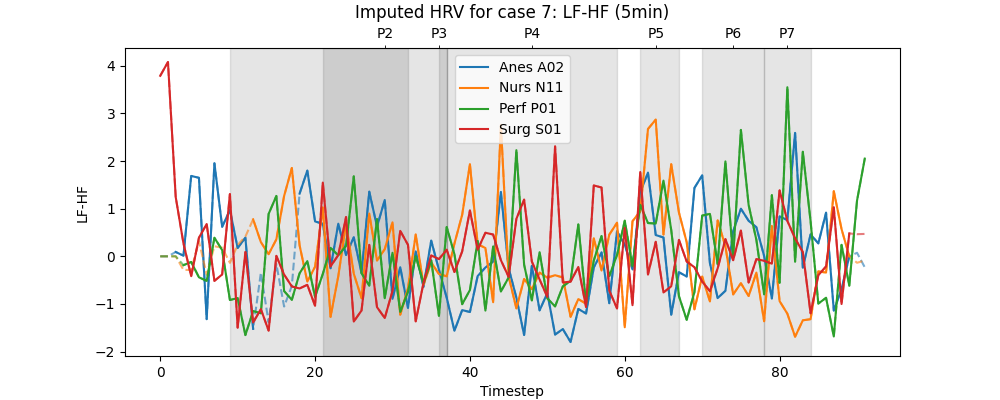 Imputed HRV for case 7: LF-HF (5min)
P2 P3 P4 P5 P6 P7
Anes A02
Nurs N11
Perf P01
Surg S01
LF-HF
4
3
2
1
0
−1
−2
0 20 40 60 80
Timestep